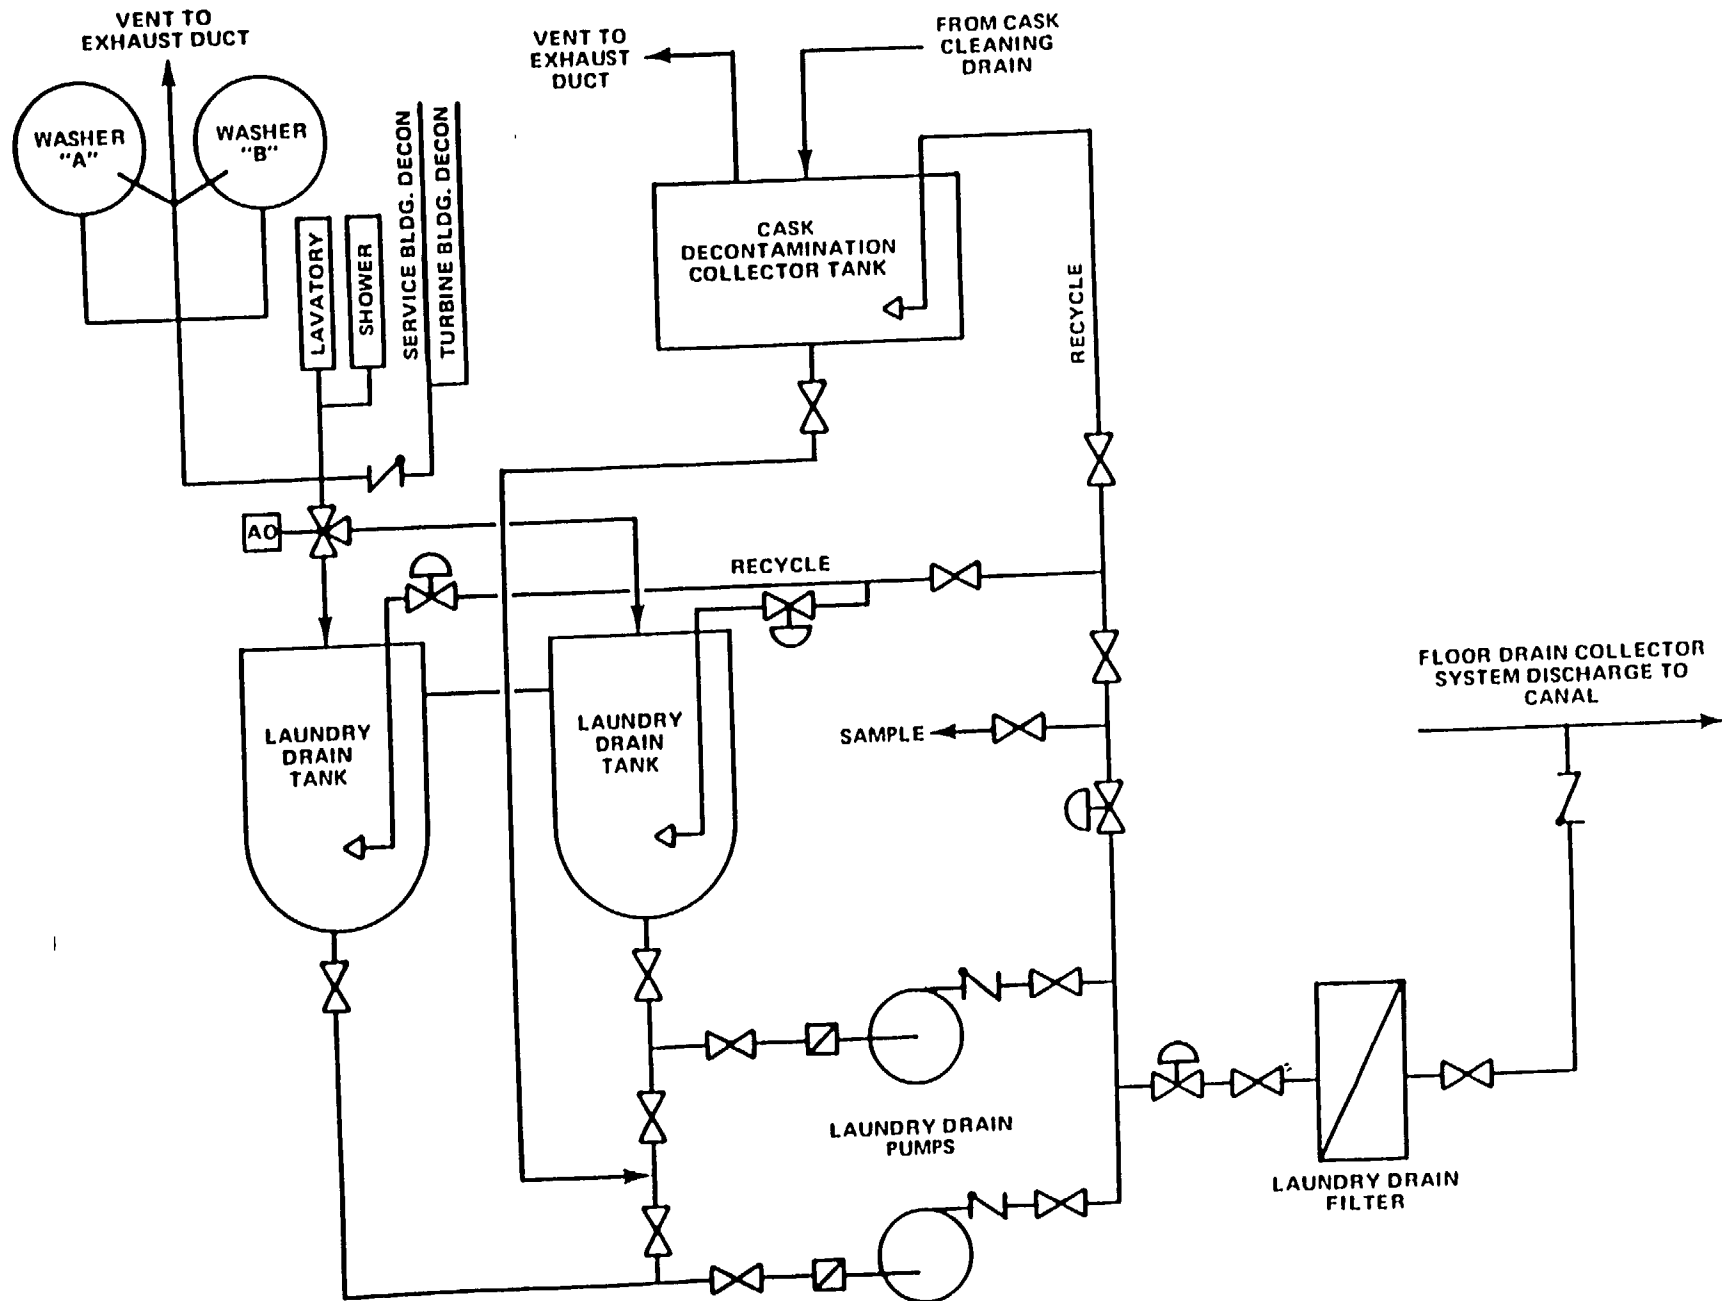 VENT TO
EXHAUST DUCT
WASHER
"A"
WASHER
"B"
LAVATORY
SHOWER
SERVICE BLDG. DECON
TURBINE BLDG. DECON
VENT TO
EXHAUST
DUCT
FROM CASK
CLEANING
DRAIN
CASK
DECONTAMINATION
COLLECTOR TANK
RECYCLE
AO
RECYCLE
LAUNDRY
DRAIN
TANK
LAUNDRY
DRAIN
TANK
SAMPLE
FLOOR DRAIN COLLECTOR
SYSTEM DISCHARGE TO
CANAL
LAUNDRY DRAIN
PUMPS
LAUNDRY DRAIN
FILTER